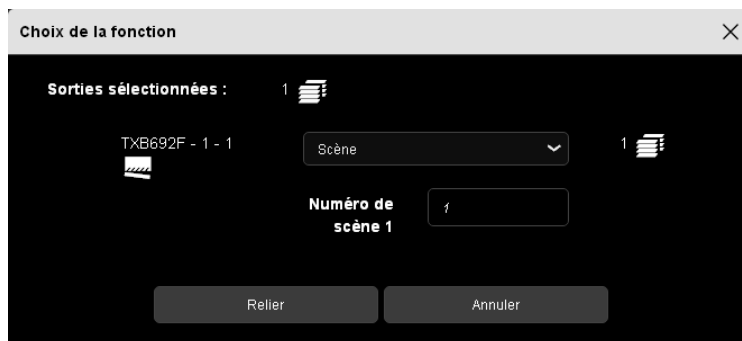 Choix de la fonction
Sorties sélectionnées : 1
TXB692F - 1 - 1 Scène 1
Numéro de
scène 1
1
Relier Annuler